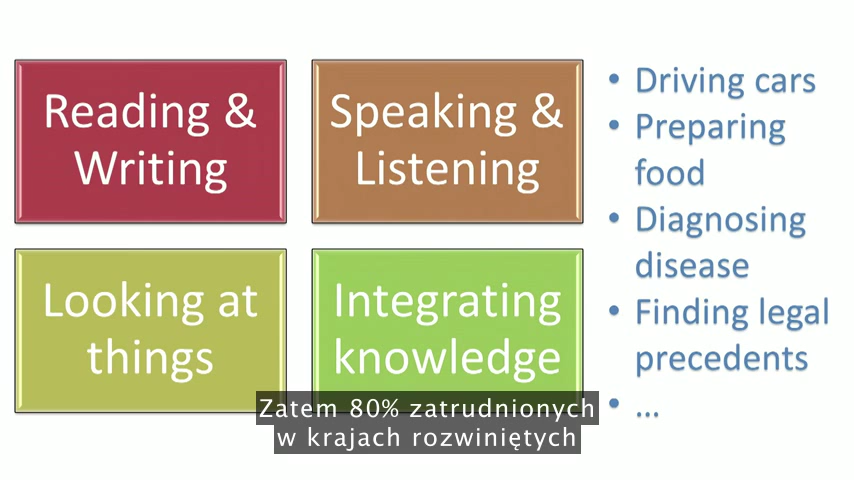 Reading &
Writing
Speaking &
Listening
Looking at
things
Integrating
knowledge
• Driving cars
• Preparing
food
• Diagnosing
disease
• Finding legal
precedents
• ...
Zatem 80% zatrudnionych
w krajach rozwiniętych